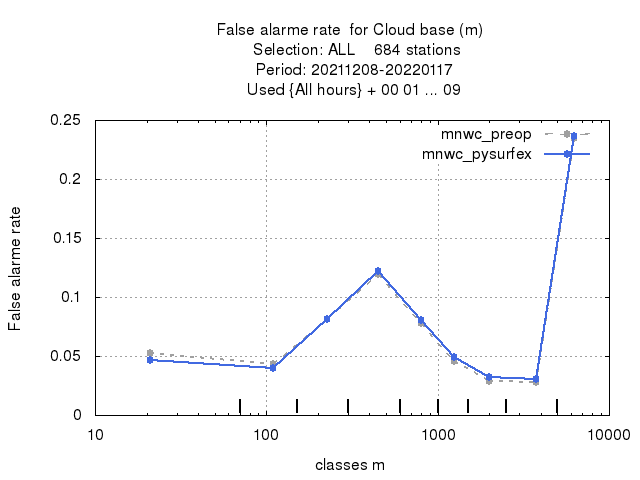 False alarme rate  for Cloud base (m)
Selection: ALL    684 stations
Period: 20211208-20220117
Used {All hours} + 00 01 ... 09
mnwc_preop
mnwc_pysurfex
0.25
0.2
0.15
0.1
0.05
0
False alarme rate
10
100
1000
10000
classes m